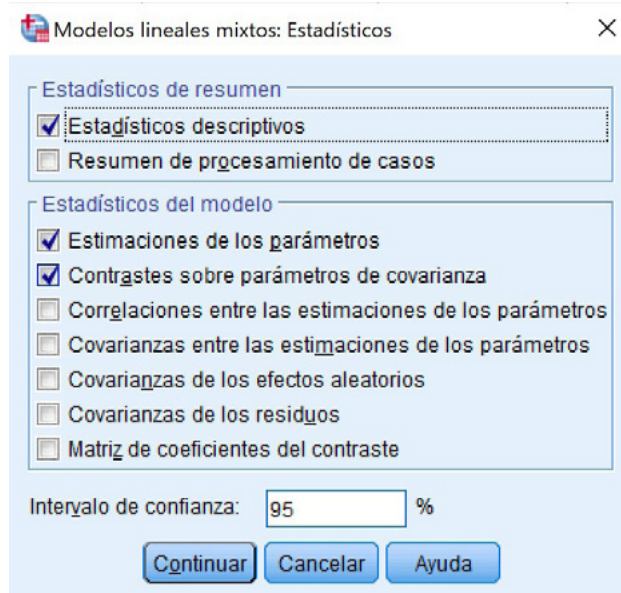 Modelos lineales mixtos: Estadísticos
Estadísticos de resumen
Estadísticos descriptivos
Resumen de procesamiento de casos
Estadísticos del modelo
Estimaciones de los parámetros
Contrastes sobre parámetros de covarianza
Correlaciones entre las estimaciones de los parámetros
Covarianzas entre las estimaciones de los parámetros
Covarianzas de los efectos aleatorios
Covarianzas de los residuos
Matriz de coeficientes del contraste
Intervalo de confianza: 95 %
Continuar Cancelar Ayuda